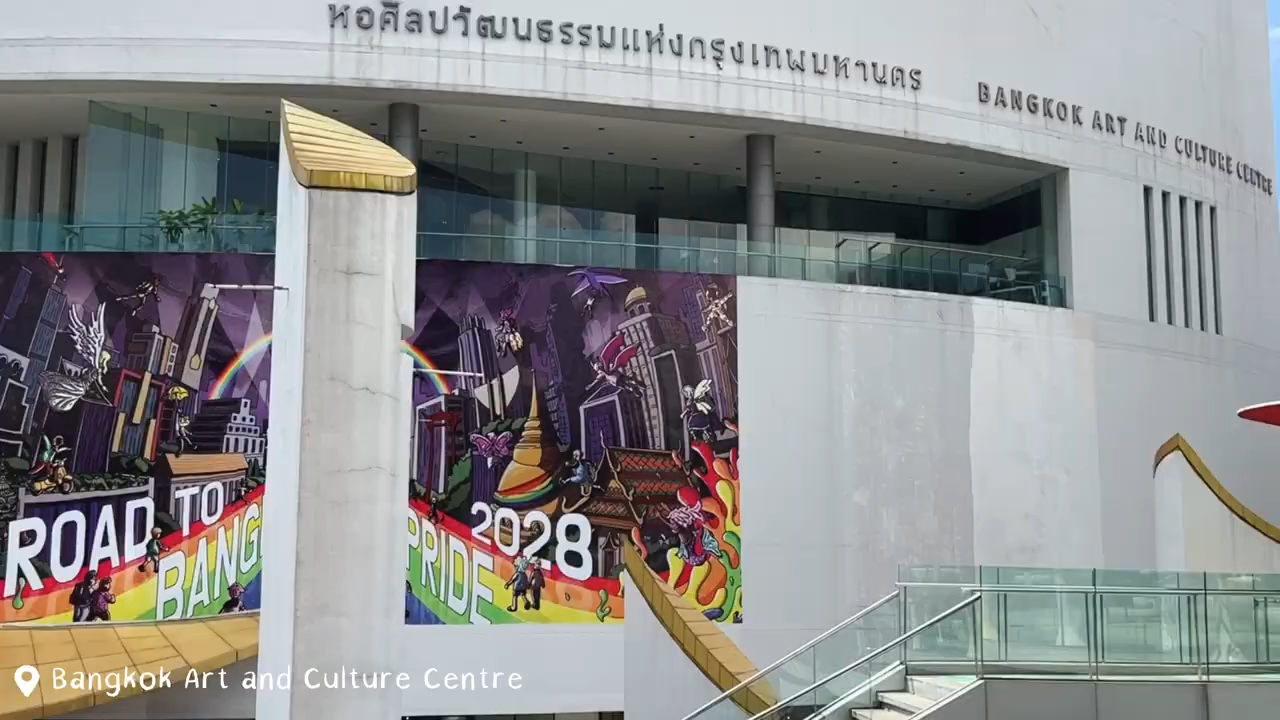 หอศิลปวัฒนธรรมแห่งกรุงเทพมหานคร
BANGKOK ART AND CULTURE CENTRE
ROAD TO 2028
BANG PRIDE
Bangkok Art and Culture Centre